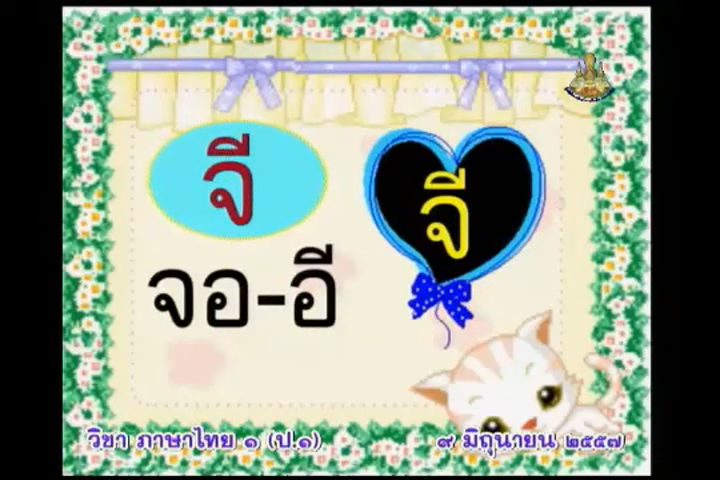 จี
จี
จอ-อี
วิชา ภาษาไทย ๑ (ป.๑)
๙ มิถุนายน ๒๕๕๗